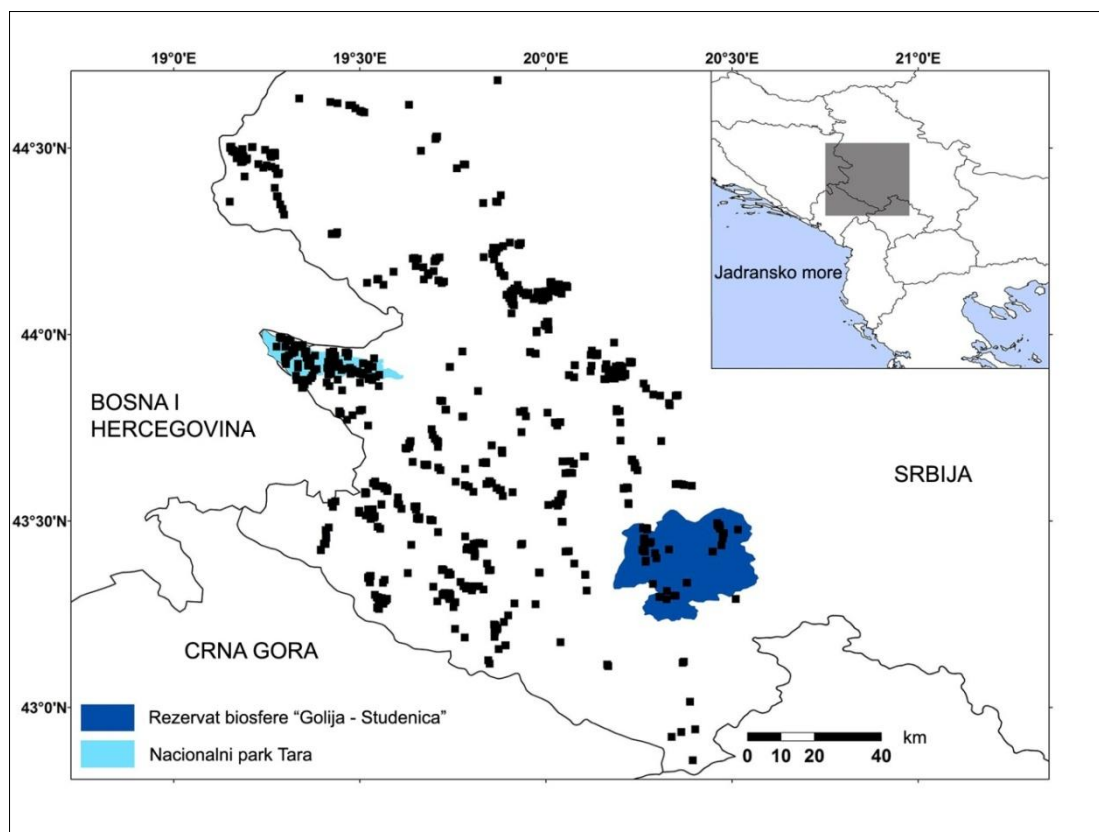 19°0'E 19°30'E 20°0'E 20°30'E 21°0'E
44°30'N
44°0'N
43°30'N
43°0'N
Jadransko more
BOSNA I
HERCEGOVINA
SRBIJA
CRNA GORA
Rezervat biosfere “Golija - Studenica”
Nacionalni park Tara
km
0 10 20 40